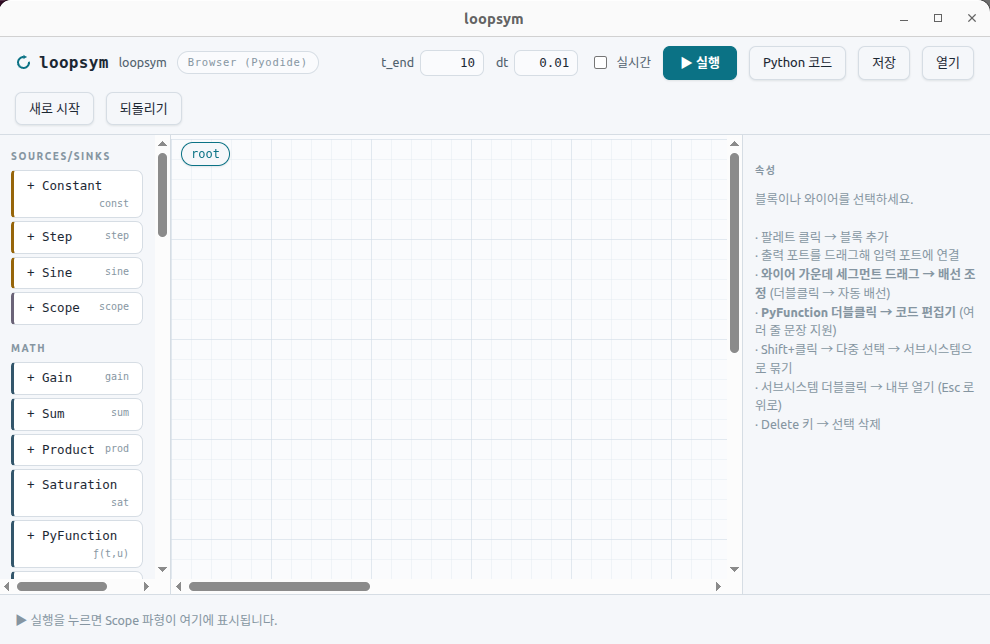 loopsym
loopsym loopsym Browser (Pyodide) t_end 10 dt 0.01 실시간 ▶ 실행 Python 코드 저장 열기
새로 시작 되돌리기
SOURCES/SINKS
+ Constant
const
+ Step step
+ Sine sine
+ Scope scope
MATH
+ Gain gain
+ Sum sum
+ Product prod
+ Saturation
sat
+ PyFunction
ƒ(t,u)
root
속성
블록이나 와이어를 선택하세요.
· 팔레트 클릭 → 블록 추가
· 출력 포트를 드래그해 입력 포트에 연결
· 와이어 가운데 세그먼트 드래그 → 배선 조
정 (더블클릭 → 자동 배선)
· PyFunction 더블클릭 → 코드 편집기 (여
러 줄 문장 지원)
· Shift+클릭 → 다중 선택 → 서브시스템으
로 묶기
· 서브시스템 더블클릭 → 내부 열기 (Esc 로
위로)
· Delete 키 → 선택 삭제
▶ 실행을 누르면 Scope 파형이 여기에 표시됩니다.